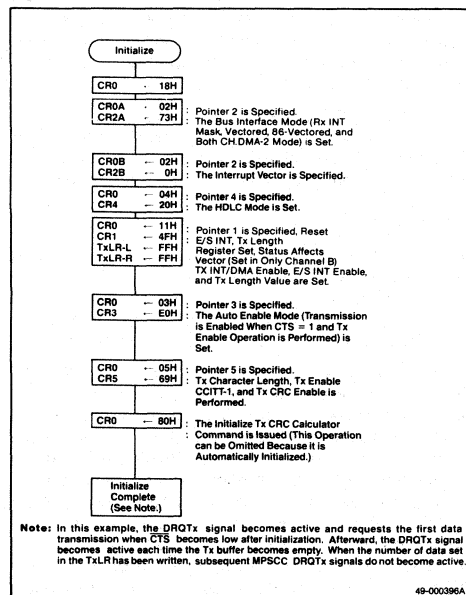 Initialize
CR0 · 18H
CR0A · 02H : Pointer 2 is Specified.
CR2A ← 73H : The Bus Interface Mode (Rx INT
Mask, Vectored, 86-Vectored, and
Both CH.DMA-2 Mode) is Set.
CR0B ← 02H : Pointer 2 is Specified.
CR2B ← 0H : The Interrupt Vector is Specified.
CR0 ← 04H : Pointer 4 is Specified.
CR4 ← 20H : The HDLC Mode is Set.
CR0 ← 11H : Pointer 1 is Specified, Reset
CR1 ← 4FH : E/S INT, Tx Length
TxLR-L ← FFH Register Set, Status Affects
TxLR-R ← FFH Vector (Set in Only Channel B)
TX INT/DMA Enable, E/S INT Enable,
and Tx Length Value are Set.
CR0 ← 03H : Pointer 3 is Specified.
CR3 ← E0H : The Auto Enable Mode (Transmission
is Enabled When CTS = 1 and Tx
Enable Operation is Performed) is
Set.
CR0 ← 05H : Pointer 5 is Specified.
CR5 ← 69H : Tx Character Length, Tx Enable
CCITT-1, and Tx CRC Enable is
Performed.
CR0 ← 80H : The Initialize Tx CRC Calculator
: Command is Issued (This Operation
can be Omitted Because it is
Automatically Initialized.)
Initialize
Complete
(See Note.)
Note: In this example, the DRQTx signal becomes active and requests the first data
transmission when C̅T̅S̅ becomes low after initialization. Afterward, the DRQTx signal
becomes active each time the Tx buffer becomes empty. When the number of data set
in the TxLR has been written, subsequent MPSCC DRQTx signals do not become active.
49-000396A